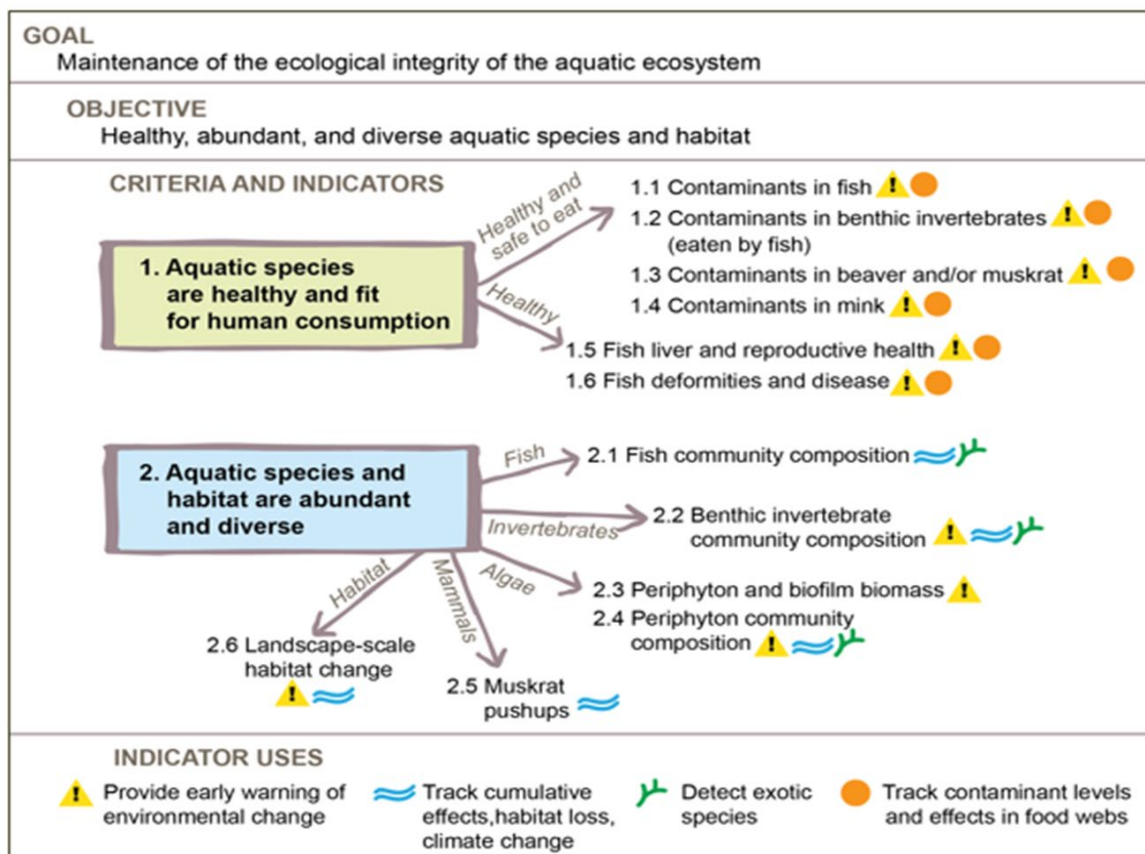 GOAL
Maintenance of the ecological integrity of the aquatic ecosystem
OBJECTIVE
Healthy, abundant, and diverse aquatic species and habitat
CRITERIA AND INDICATORS
1. Aquatic species
are healthy and fit
for human consumption
Healthy and
safe to eat
1.1 Contaminants in fish
1.2 Contaminants in benthic invertebrates
(eaten by fish)
1.3 Contaminants in beaver and/or muskrat
1.4 Contaminants in mink
Healthy
1.5 Fish liver and reproductive health
1.6 Fish deformities and disease
2. Aquatic species and
habitat are abundant
and diverse
Fish
2.1 Fish community composition
Invertebrates
2.2 Benthic invertebrate
community composition
Algae
2.3 Periphyton and biofilm biomass
2.4 Periphyton community
composition
Mammals
2.5 Muskrat
pushups
Habitat
2.6 Landscape-scale
habitat change
INDICATOR USES
Provide early warning of
environmental change
Track cumulative
effects,habitat loss,
climate change
Detect exotic
species
Track contaminant levels
and effects in food webs